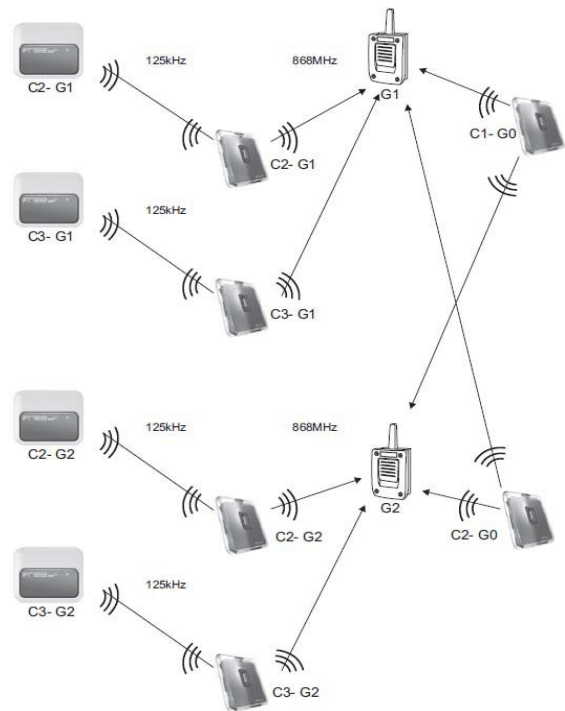 125kHz
868MHz
C2- G1
G1
C1- G0
C2- G1
125kHz
C3- G1
C3- G1
125kHz
868MHz
C2- G2
G2
C2- G2
C2- G0
125kHz
C3- G2
C3- G2